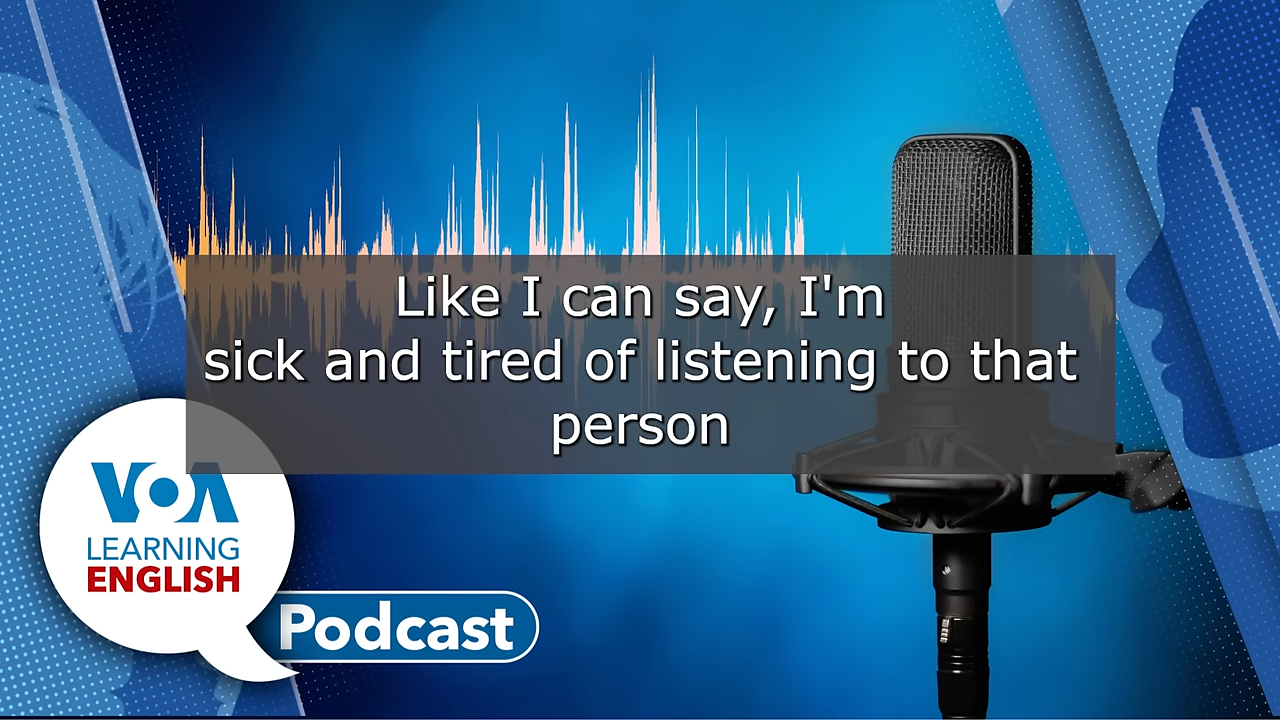 Like I can say, I'm
sick and tired of listening to that
person
VOA
LEARNING
ENGLISH
Podcast